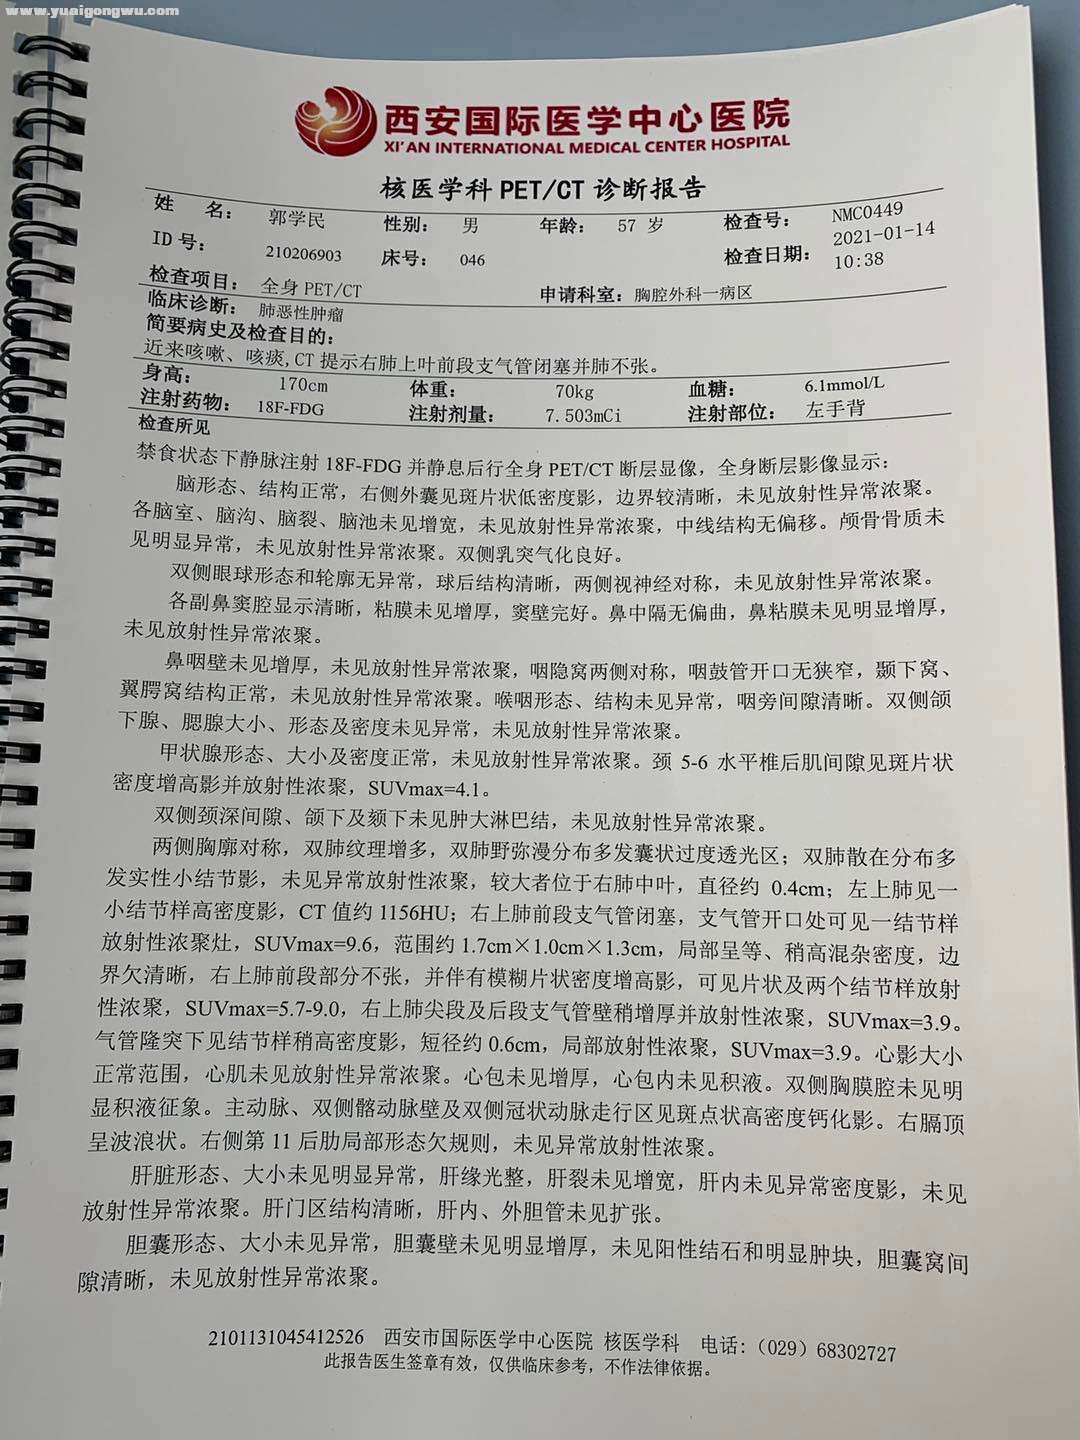 www.yuaigongwu.com
西安国际医学中心医院
XI'AN INTERNATIONAL MEDICAL CENTER HOSPITAL
核医学科 PET/CT 诊断报告
姓 名： 郭学民 性别： 男 年龄： 57 岁 检查号： NMC0449
ID 号： 210206903 床号： 046 检查日期： 2021-01-14 10:38
检查项目： 全身 PET/CT 申请科室：胸腔外科一病区
临床诊断： 肺恶性肿瘤
简要病史及检查目的：
近来咳嗽、咳痰,CT 提示右肺上叶前段支气管闭塞并肺不张。
身高： 170cm 体重： 70kg 血糖： 6.1mmol/L
注射药物： 18F-FDG 注射剂量： 7.503mCi 注射部位： 左手背
检查所见
禁食状态下静脉注射 18F-FDG 并静息后行全身 PET/CT 断层显像，全身断层影像显示：
脑形态、结构正常，右侧外囊见斑片状低密度影，边界较清晰，未见放射性异常浓聚。
各脑室、脑沟、脑裂、脑池未见增宽，未见放射性异常浓聚，中线结构无偏移。颅骨骨质未
见明显异常，未见放射性异常浓聚。双侧乳突气化良好。
双侧眼球形态和轮廓无异常，球后结构清晰，两侧视神经对称，未见放射性异常浓聚。
各副鼻窦腔显示清晰，粘膜未见增厚，窦壁完好。鼻中隔无偏曲，鼻粘膜未见明显增厚，
未见放射性异常浓聚。
鼻咽壁未见增厚，未见放射性异常浓聚，咽隐窝两侧对称，咽鼓管开口无狭窄，颞下窝、
翼腭窝结构正常，未见放射性异常浓聚。喉咽形态、结构未见异常，咽旁间隙清晰。双侧颌
下腺、腮腺大小、形态及密度未见异常，未见放射性异常浓聚。
甲状腺形态、大小及密度正常，未见放射性异常浓聚。颈 5-6 水平椎后肌间隙见斑片状
密度增高影并放射性浓聚，SUVmax=4.1。
双侧颈深间隙、颌下及颏下未见肿大淋巴结，未见放射性异常浓聚。
两侧胸廓对称，双肺纹理增多，双肺野弥漫分布多发囊状过度透光区；双肺散在分布多
发实性小结节影，未见异常放射性浓聚，较大者位于右肺中叶，直径约 0.4cm；左上肺见一
小结节样高密度影，CT 值约 1156HU；右上肺前段支气管闭塞，支气管开口处可见一结节样
放射性浓聚灶，SUVmax=9.6，范围约 1.7cm×1.0cm×1.3cm，局部呈等、稍高混杂密度，边
界欠清晰，右上肺前段部分不张，并伴有模糊片状密度增高影，可见片状及两个结节样放射
性浓聚，SUVmax=5.7-9.0，右上肺尖段及后段支气管壁稍增厚并放射性浓聚，SUVmax=3.9。
气管隆突下见结节样稍高密度影，短径约 0.6cm，局部放射性浓聚，SUVmax=3.9。心影大小
正常范围，心肌未见放射性异常浓聚。心包未见增厚，心包内未见积液。双侧胸膜腔未见明
显积液征象。主动脉、双侧髂动脉壁及双侧冠状动脉走行区见斑点状高密度钙化影。右膈顶
呈波浪状。右侧第 11 后肋局部形态欠规则，未见异常放射性浓聚。
肝脏形态、大小未见明显异常，肝缘光整，肝裂未见增宽，肝内未见异常密度影，未见
放射性异常浓聚。肝门区结构清晰，肝内、外胆管未见扩张。
胆囊形态、大小未见异常，胆囊壁未见明显增厚，未见阳性结石和明显肿块，胆囊窝间
隙清晰，未见放射性异常浓聚。
2101131045412526 西安市国际医学中心医院 核医学科 电话:（029）68302727
此报告医生签章有效，仅供临床参考，不作法律依据。